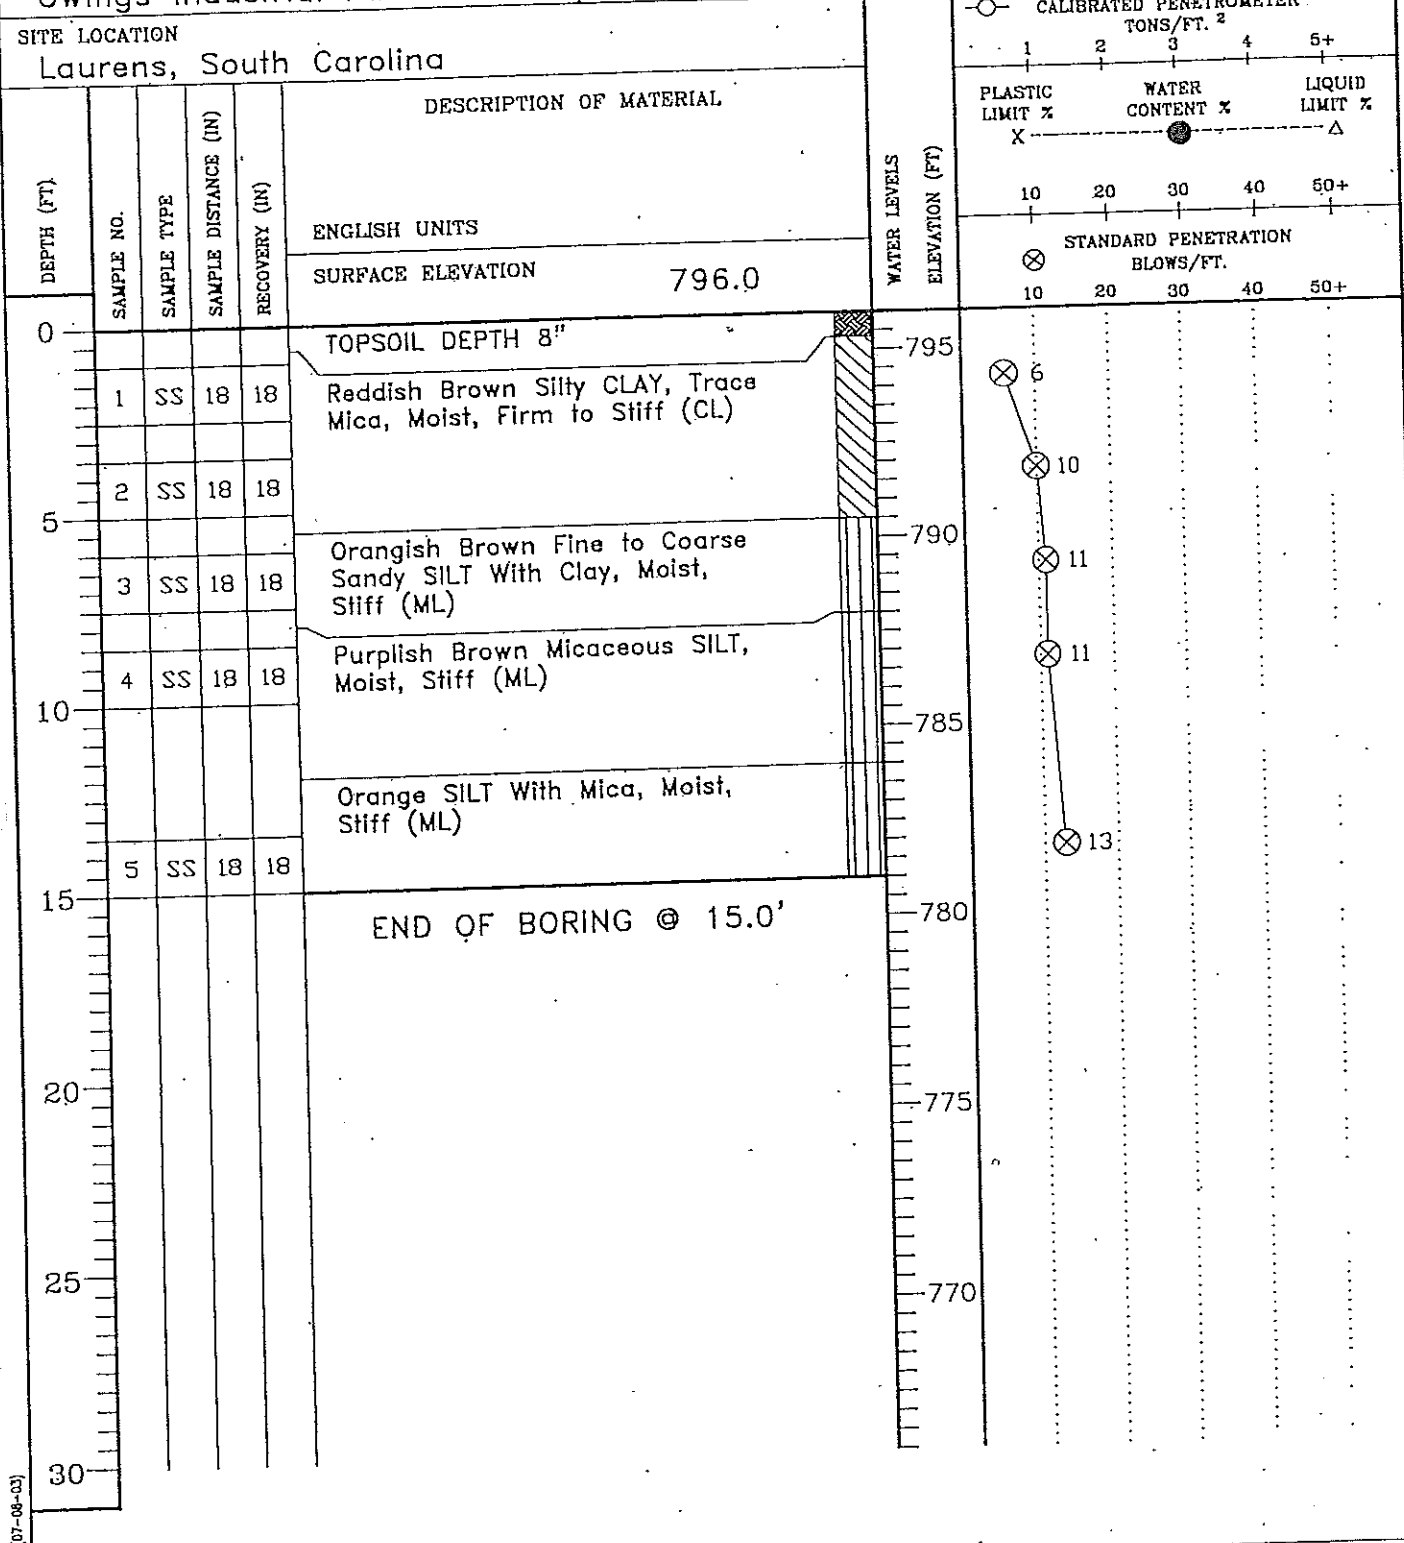 Owings Industrial
SITE LOCATION
Laurens, South Carolina
CALIBRATED PENETROMETER
TONS/FT. 2
1 2 3 4 5+
PLASTIC WATER LIQUID
LIMIT % CONTENT % LIMIT %
X △
10 20 30 40 50+
STANDARD PENETRATION
BLOWS/FT.
10 20 30 40 50+
DEPTH (FT)
SAMPLE NO.
SAMPLE TYPE
SAMPLE DISTANCE (IN)
RECOVERY (IN)
DESCRIPTION OF MATERIAL
ENGLISH UNITS
SURFACE ELEVATION 796.0
WATER LEVELS
ELEVATION (FT)
0
TOPSOIL DEPTH 8"
795
1 SS 18 18
Reddish Brown Silty CLAY, Trace
Mica, Moist, Firm to Stiff (CL)
6
2 SS 18 18
10
5
790
Orangish Brown Fine to Coarse
Sandy SILT With Clay, Moist,
Stiff (ML)
3 SS 18 18
11
Purplish Brown Micaceous SILT,
Moist, Stiff (ML)
4 SS 18 18
11
10
785
Orange SILT With Mica, Moist,
Stiff (ML)
5 SS 18 18
13
15
780
END OF BORING @ 15.0'
20
775
25
770
30
07-08-03)